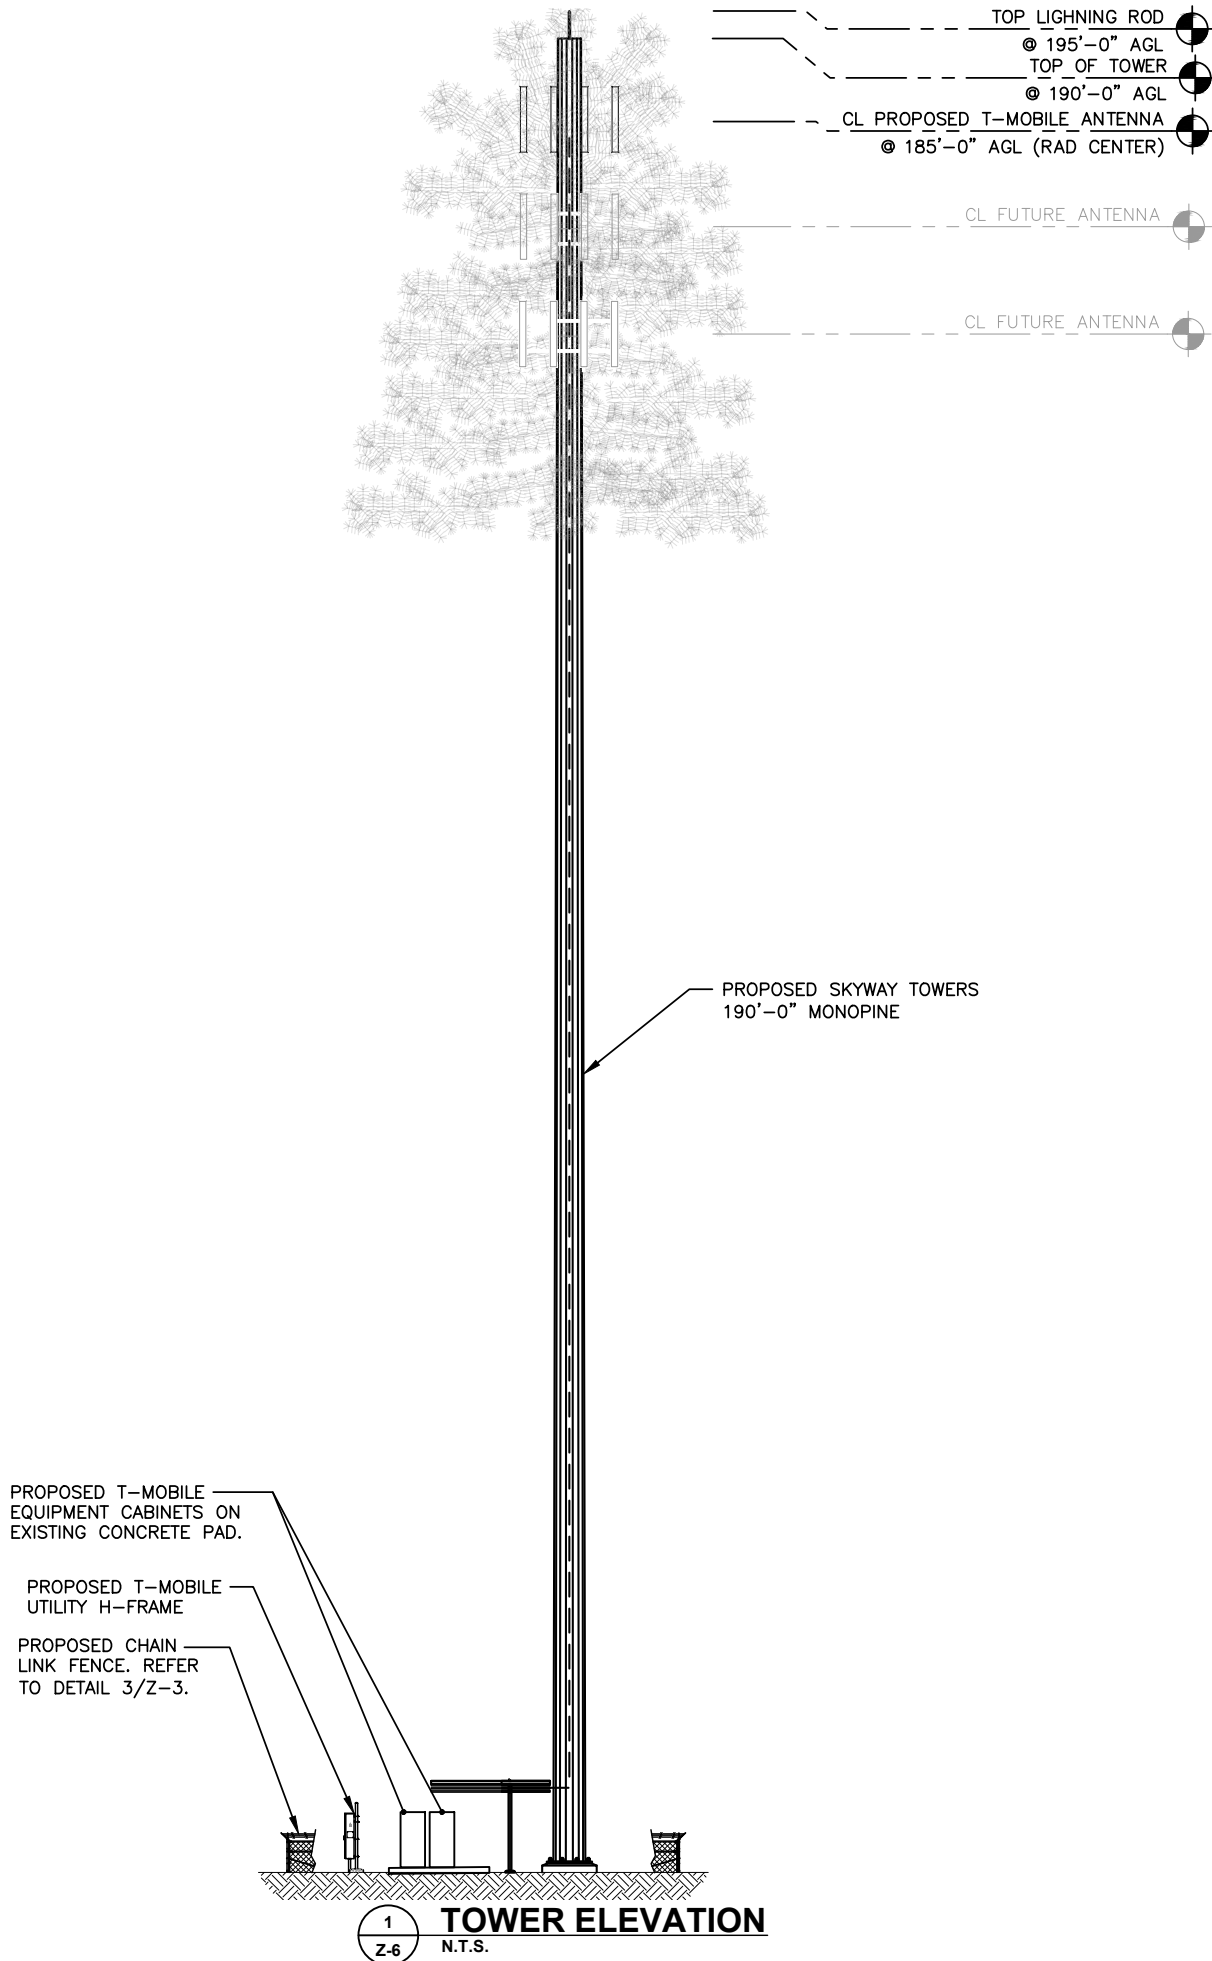 TOP LIGHNING ROD
@ 195'-0" AGL
TOP OF TOWER
@ 190'-0" AGL
CL PROPOSED T-MOBILE ANTENNA
@ 185'-0" AGL (RAD CENTER)
CL FUTURE ANTENNA
CL FUTURE ANTENNA
PROPOSED SKYWAY TOWERS
190'-0" MONOPINE
PROPOSED T-MOBILE
EQUIPMENT CABINETS ON
EXISTING CONCRETE PAD.
PROPOSED T-MOBILE
UTILITY H-FRAME
PROPOSED CHAIN
LINK FENCE. REFER
TO DETAIL 3/Z-3.
1
Z-6
TOWER ELEVATION
N.T.S.